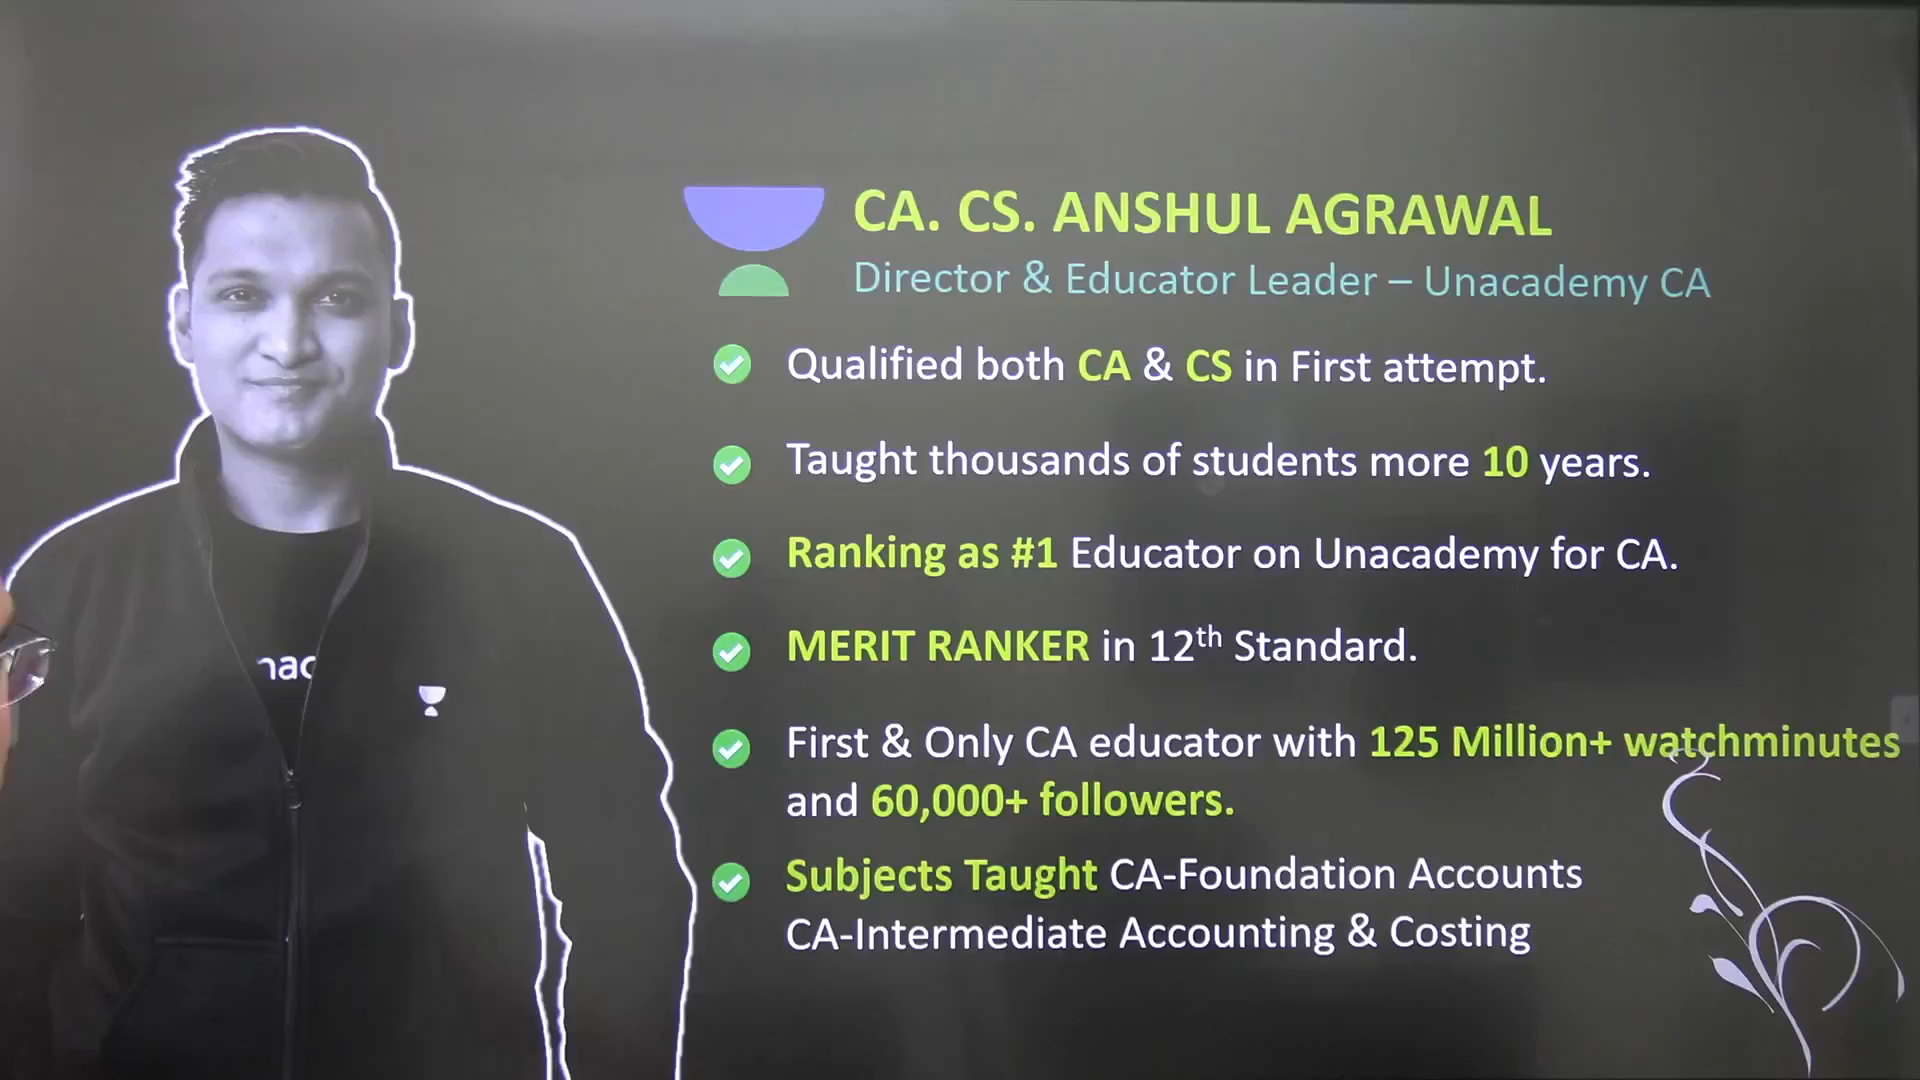 CA. CS. ANSHUL AGRAWAL
Director & Educator Leader – Unacademy CA
Qualified both CA & CS in First attempt.
Taught thousands of students more 10 years.
Ranking as #1 Educator on Unacademy for CA.
MERIT RANKER in 12th Standard.
First & Only CA educator with 125 Million+ watchminutes
and 60,000+ followers.
Subjects Taught CA-Foundation Accounts
CA-Intermediate Accounting & Costing
nac